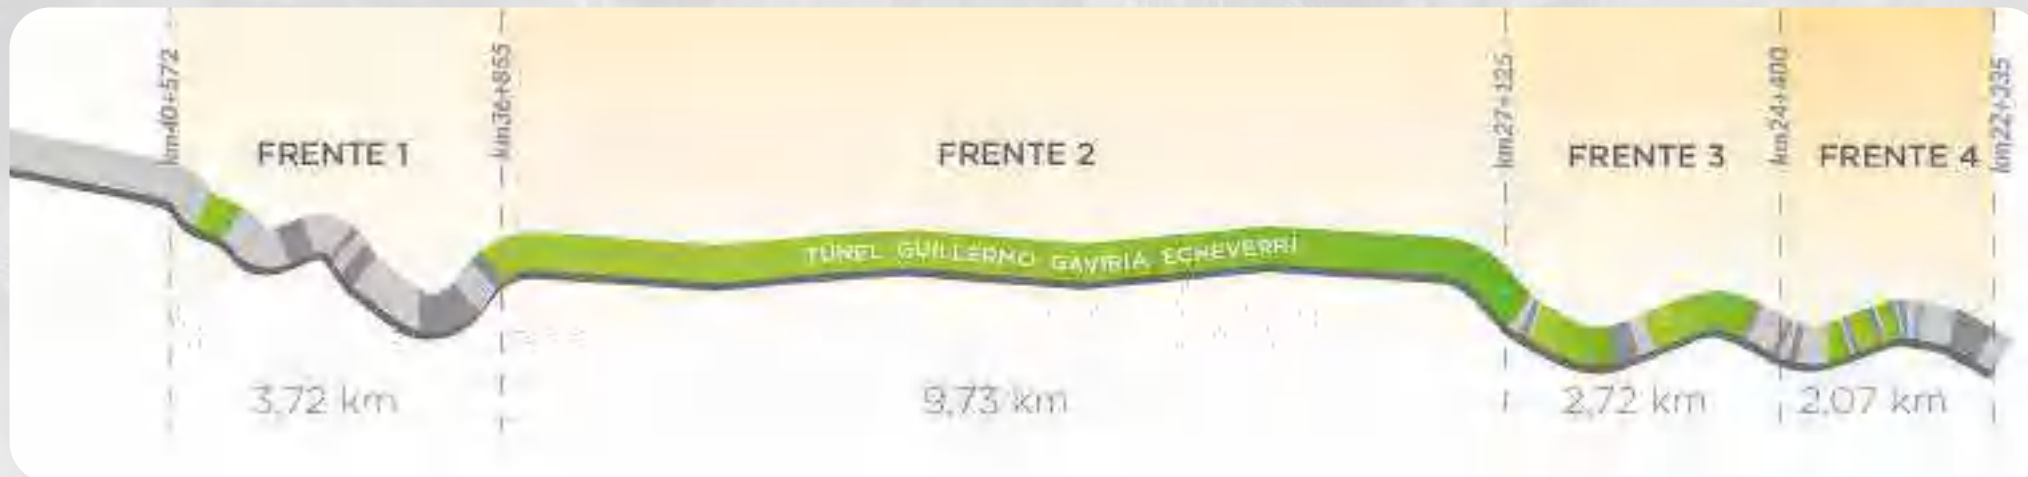 km40+572
km36+855
km27+125
km24+400
km22+335
FRENTE 1
FRENTE 2
FRENTE 3
FRENTE 4
TÚNEL GUILLERMO GAVIRIA ECHEVERRI
3,72 km
9,73 km
2,72 km
2,07 km